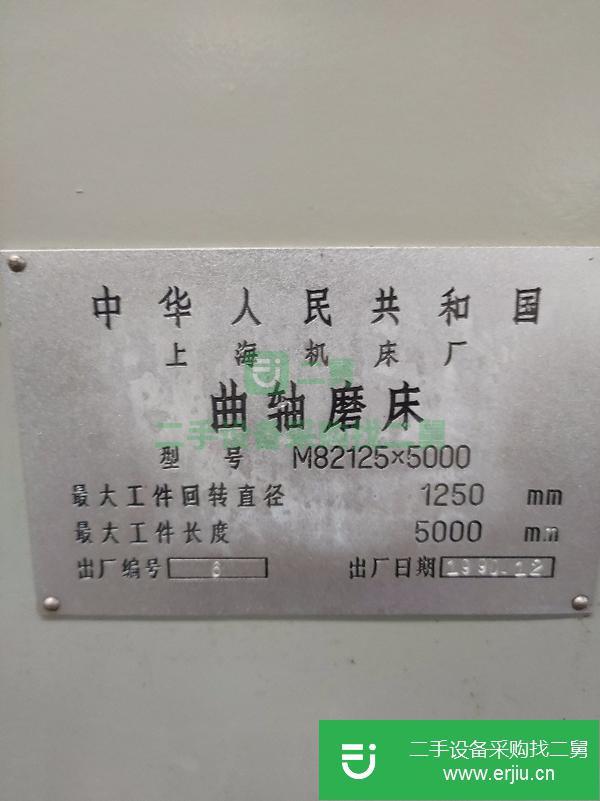 中华人民共和国
上海机床厂
二舅
曲轴磨床
二手设备采购找二舅
型号 M82125×5000
最大工件回转直径 1250 mm
最大工件长度 5000 mm
出厂编号 6
出厂日期 1990.12
二手设备采购找二舅
www.erjiu.cn